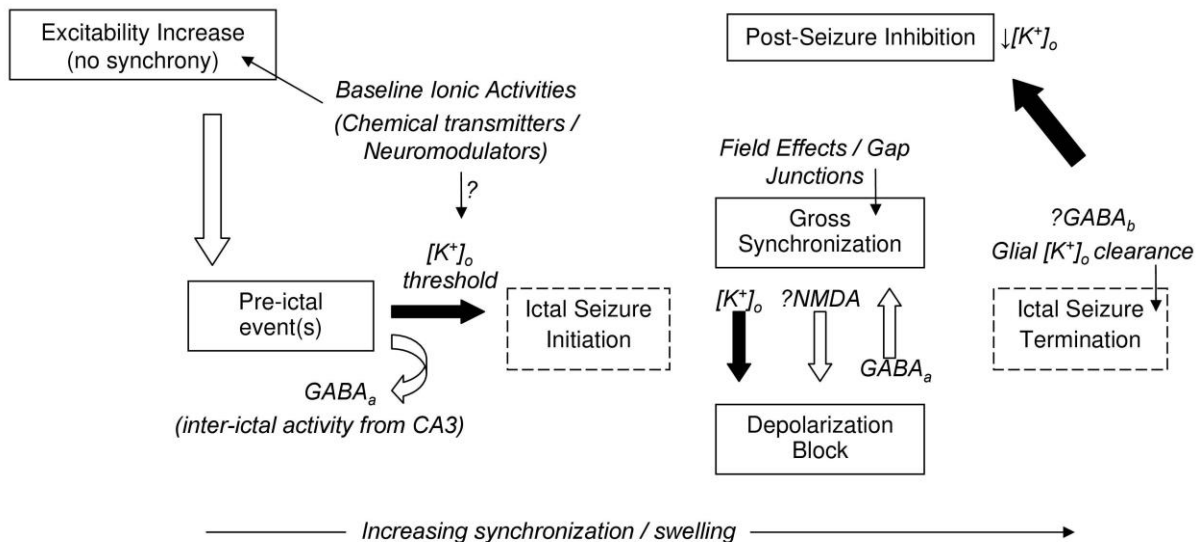 Excitability Increase
(no synchrony)
Baseline Ionic Activities
(Chemical transmitters /
Neuromodulators)
?
[K+]o
threshold
Pre-ictal
event(s)
GABAa
(inter-ictal activity from CA3)
Ictal Seizure
Initiation
Post-Seizure Inhibition
↓[K+]o
Field Effects / Gap
Junctions
Gross
Synchronization
[K+]o
?NMDA
GABAa
Depolarization
Block
?GABAb
Glial [K+]o clearance
Ictal Seizure
Termination
Increasing synchronization / swelling